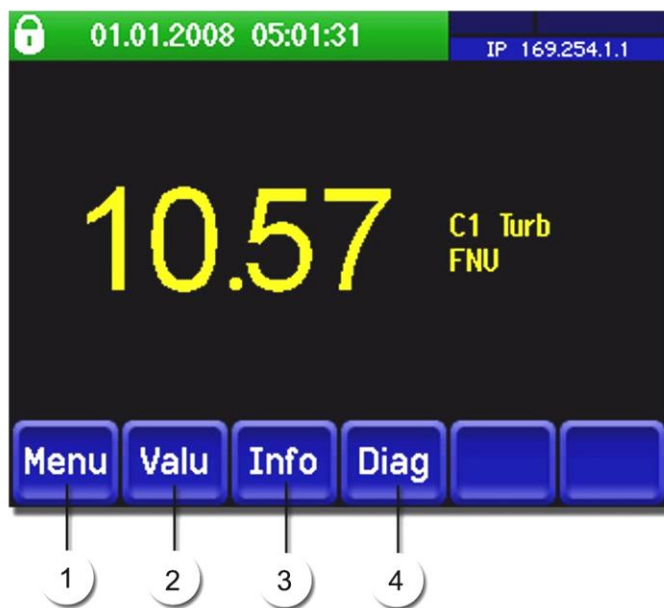 01.01.2008 05:01:31
IP 169.254.1.1
10.57
C1 Turb
FNU
Menu Valu Info Diag
1 2 3 4